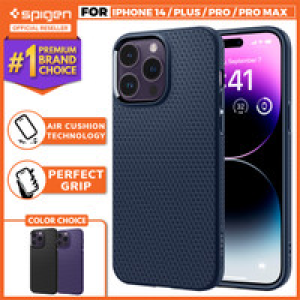 spigen
OFFICIAL RESELLER
FOR IPHONE 14 / PLUS / PRO / PRO MAX
#1 PREMIUM
BRAND
CHOICE
AIR CUSHION
TECHNOLOGY
PERFECT
GRIP
COLOR CHOICE